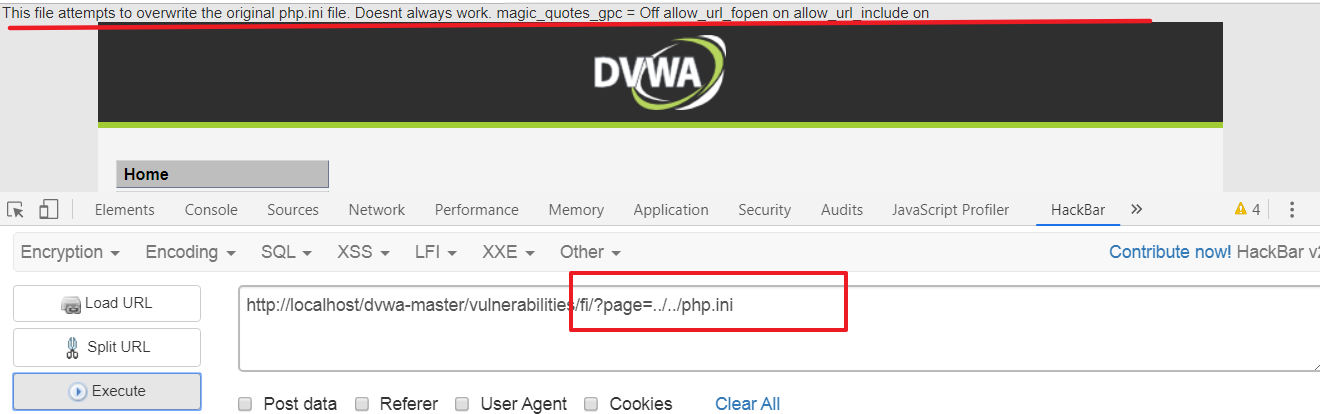 This file attempts to overwrite the original php.ini file. Doesnt always work. magic_quotes_gpc = Off allow_url_fopen on allow_url_include on
DVWA
Home
Elements Console Sources Network Performance Memory Application Security Audits JavaScript Profiler HackBar » 4
Encryption Encoding SQL XSS LFI XXE Other Contribute now! HackBar v2
Load URL
http://localhost/dvwa-master/vulnerabilities/fi/?page=../../php.ini
Split URL
Execute
Post data Referer User Agent Cookies Clear All